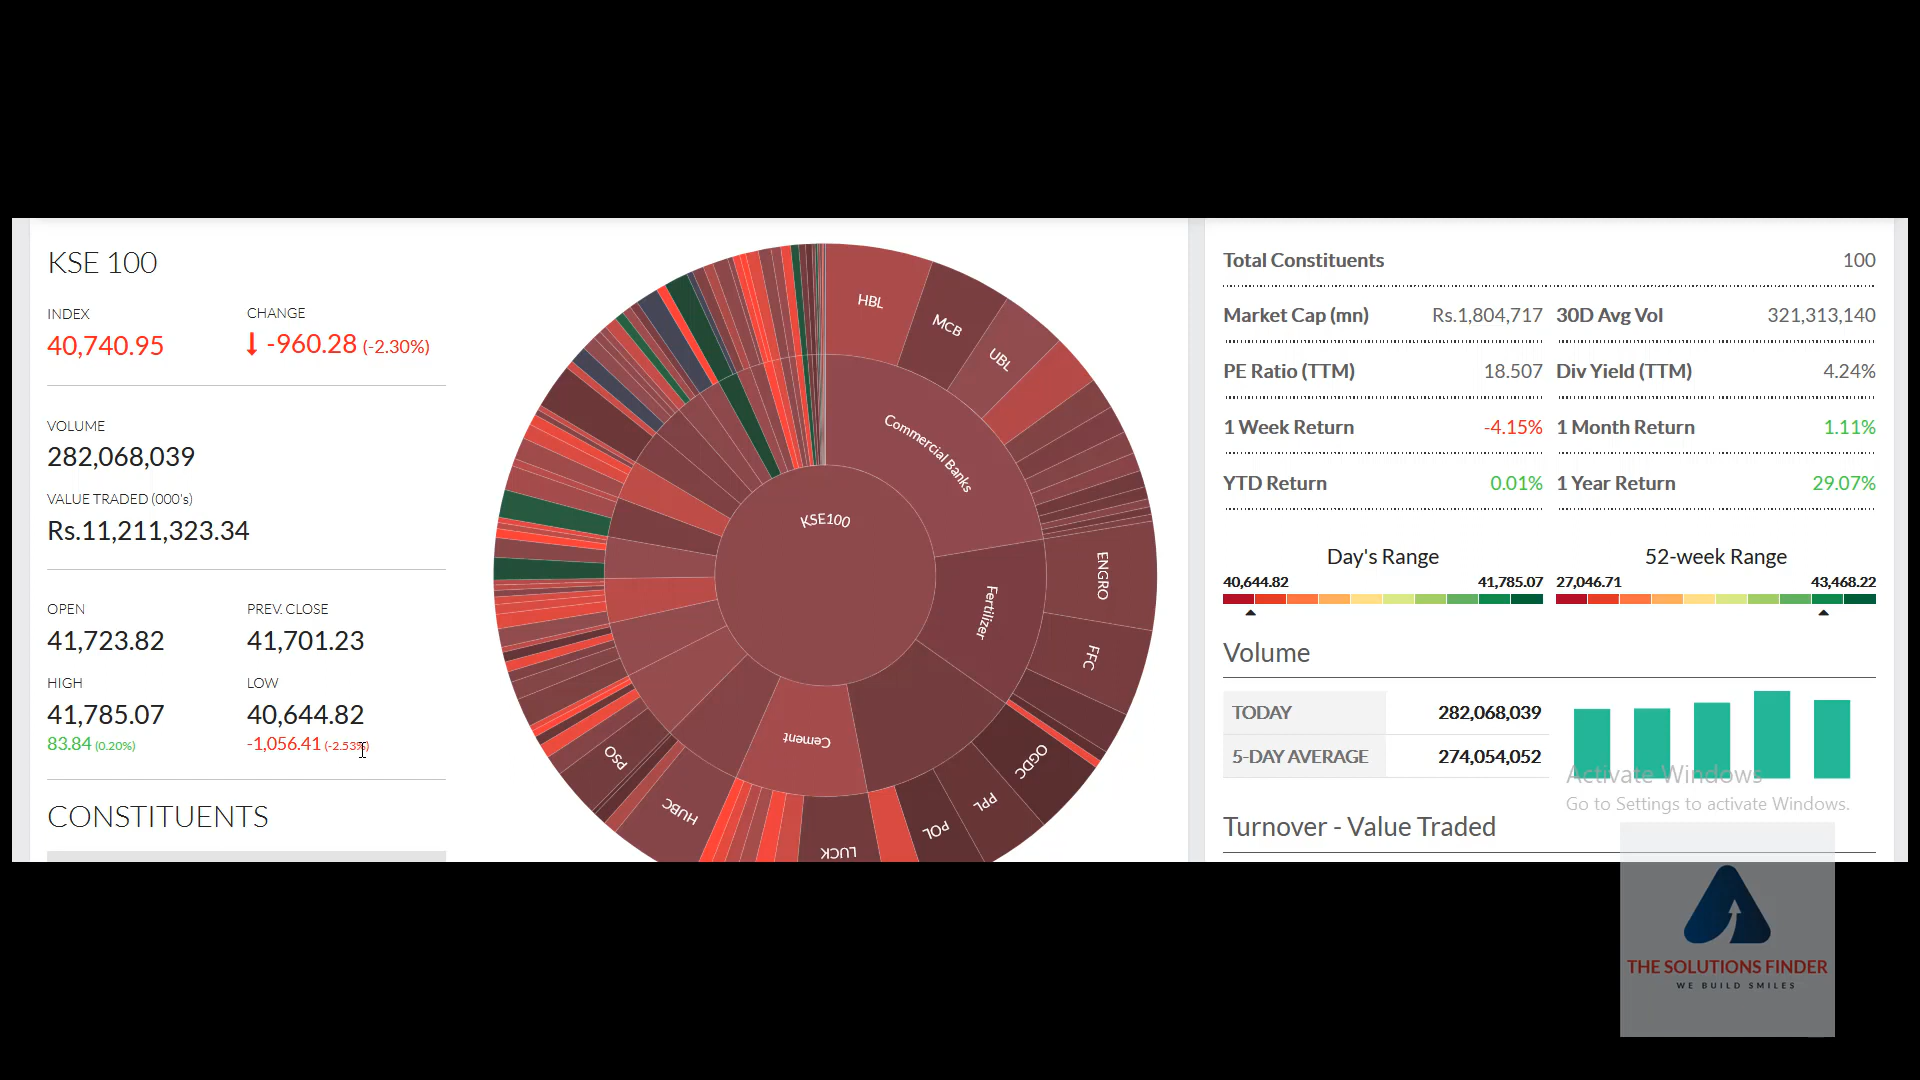 KSE 100
INDEX
CHANGE
40,740.95
-960.28 (-2.30%)
VOLUME
282,068,039
VALUE TRADED (000's)
Rs.11,211,323.34
OPEN
PREV. CLOSE
41,723.82
41,701.23
HIGH
LOW
41,785.07
40,644.82
83.84 (0.20%)
-1,056.41 (-2.53%)
CONSTITUENTS
HBL
MCB
UBL
Commercial Banks
KSE100
ENGRO
Fertilizer
FFC
Cement
OGDC
PPL
POL
LUCK
HUBC
PSO
Total Constituents 100
Market Cap (mn) Rs.1,804,717 30D Avg Vol 321,313,140
PE Ratio (TTM) 18.507 Div Yield (TTM) 4.24%
1 Week Return -4.15% 1 Month Return 1.11%
YTD Return 0.01% 1 Year Return 29.07%
Day's Range 52-week Range
40,644.82 41,785.07 27,046.71 43,468.22
Volume
TODAY 282,068,039
5-DAY AVERAGE 274,054,052
Activate Windows
Go to Settings to activate Windows.
Turnover - Value Traded
THE SOLUTIONS FINDER
WE BUILD SMILES